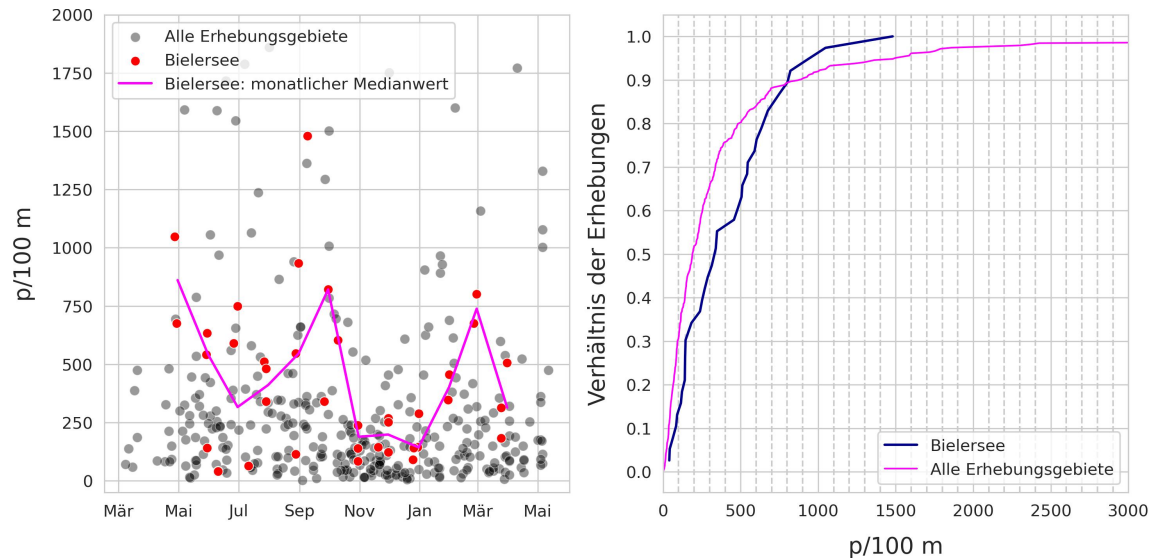 2000
1750
1500
1250
1000
750
500
250
0
p/100 m
Alle Erhebungsgebiete
Bielersee
Bielersee: monatlicher Medianwert
Mär Mai Jul Sep Nov Jan Mär Mai
1.0
0.9
0.8
0.7
0.6
0.5
0.4
0.3
0.2
0.1
0.0
Verhältnis der Erhebungen
Bielersee
Alle Erhebungsgebiete
0 500 1000 1500 2000 2500 3000
p/100 m